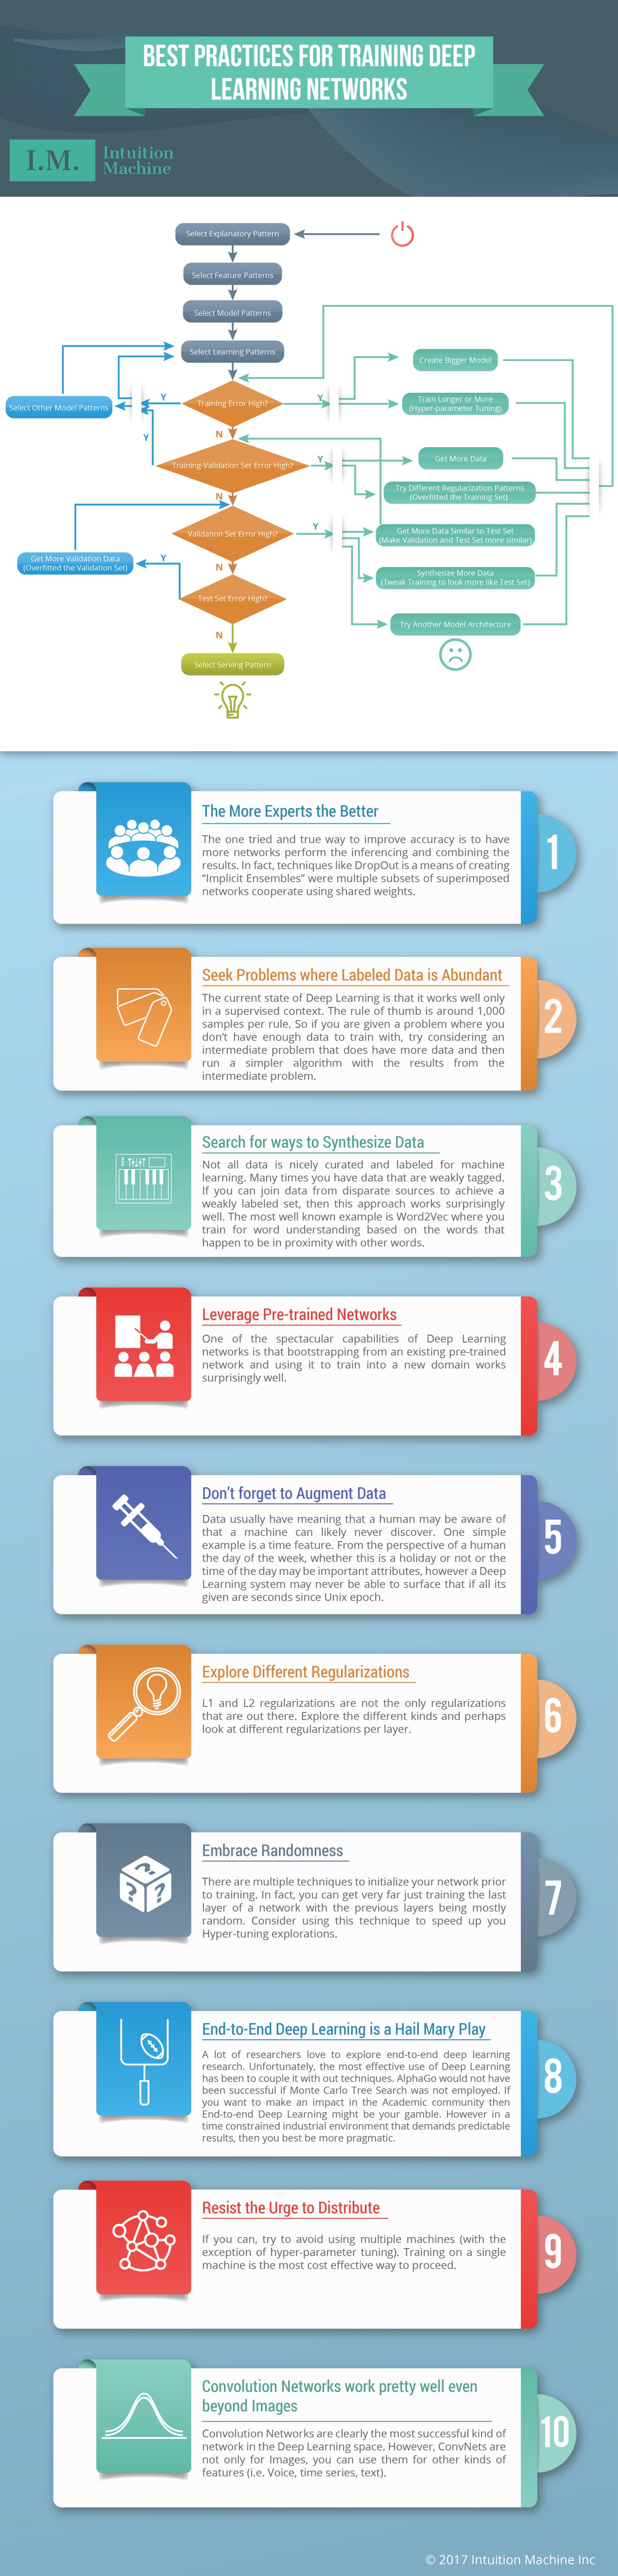 BEST PRACTICES FOR TRAINING DEEP
LEARNING NETWORKS
I.M.
Intuition
Machine
Select Explanatory Pattern
Select Feature Patterns
Select Model Patterns
Select Learning Patterns
Create Bigger Model
Select Other Model Patterns
Y
Training Error High?
Y
Train Longer or More
(Hyper-parameter Tuning)
N
Y
Training-Validation Set Error High?
Y
Get More Data
Try Different Regularization Patterns
(Overfitted the Training Set)
N
Validation Set Error High?
Y
Get More Data Similar to Test Set
(Make Validation and Test Set more similar)
Get More Validation Data
(Overfitted the Validation Set)
Y
N
Synthesize More Data
(Tweak Training to look more like Test Set)
Test Set Error High?
Try Another Model Architecture
N
Select Serving Pattern
The More Experts the Better
The one tried and true way to improve accuracy is to have
more networks perform the inferencing and combining the
results. In fact, techniques like DropOut is a means of creating
“Implicit Ensembles” were multiple subsets of superimposed
networks cooperate using shared weights.
1
Seek Problems where Labeled Data is Abundant
The current state of Deep Learning is that it works well only
in a supervised context. The rule of thumb is around 1,000
samples per rule. So if you are given a problem where you
don’t have enough data to train with, try considering an
intermediate problem that does have more data and then
run a simpler algorithm with the results from the
intermediate problem.
2
Search for ways to Synthesize Data
Not all data is nicely curated and labeled for machine
learning. Many times you have data that are weakly tagged.
If you can join data from disparate sources to achieve a
weakly labeled set, then this approach works surprisingly
well. The most well known example is Word2Vec where you
train for word understanding based on the words that
happen to be in proximity with other words.
3
Leverage Pre-trained Networks
One of the spectacular capabilities of Deep Learning
networks is that bootstrapping from an existing pre-trained
network and using it to train into a new domain works
surprisingly well.
4
Don’t forget to Augment Data
Data usually have meaning that a human may be aware of
that a machine can likely never discover. One simple
example is a time feature. From the perspective of a human
the day of the week, whether this is a holiday or not or the
time of the day may be important attributes, however a Deep
Learning system may never be able to surface that if all its
given are seconds since Unix epoch.
5
Explore Different Regularizations
L1 and L2 regularizations are not the only regularizations
that are out there. Explore the different kinds and perhaps
look at different regularizations per layer.
6
Embrace Randomness
There are multiple techniques to initialize your network prior
to training. In fact, you can get very far just training the last
layer of a network with the previous layers being mostly
random. Consider using this technique to speed up you
Hyper-tuning explorations.
7
End-to-End Deep Learning is a Hail Mary Play
A lot of researchers love to explore end-to-end deep learning
research. Unfortunately, the most effective use of Deep Learning
has been to couple it with out techniques. AlphaGo would not have
been successful if Monte Carlo Tree Search was not employed. If
you want to make an impact in the Academic community then
End-to-end Deep Learning might be your gamble. However in a
time constrained industrial environment that demands predictable
results, then you best be more pragmatic.
8
Resist the Urge to Distribute
If you can, try to avoid using multiple machines (with the
exception of hyper-parameter tuning). Training on a single
machine is the most cost effective way to proceed.
9
Convolution Networks work pretty well even
beyond Images
Convolution Networks are clearly the most successful kind of
network in the Deep Learning space. However, ConvNets are
not only for Images, you can use them for other kinds of
features (i.e. Voice, time series, text).
10
© 2017 Intuition Machine Inc